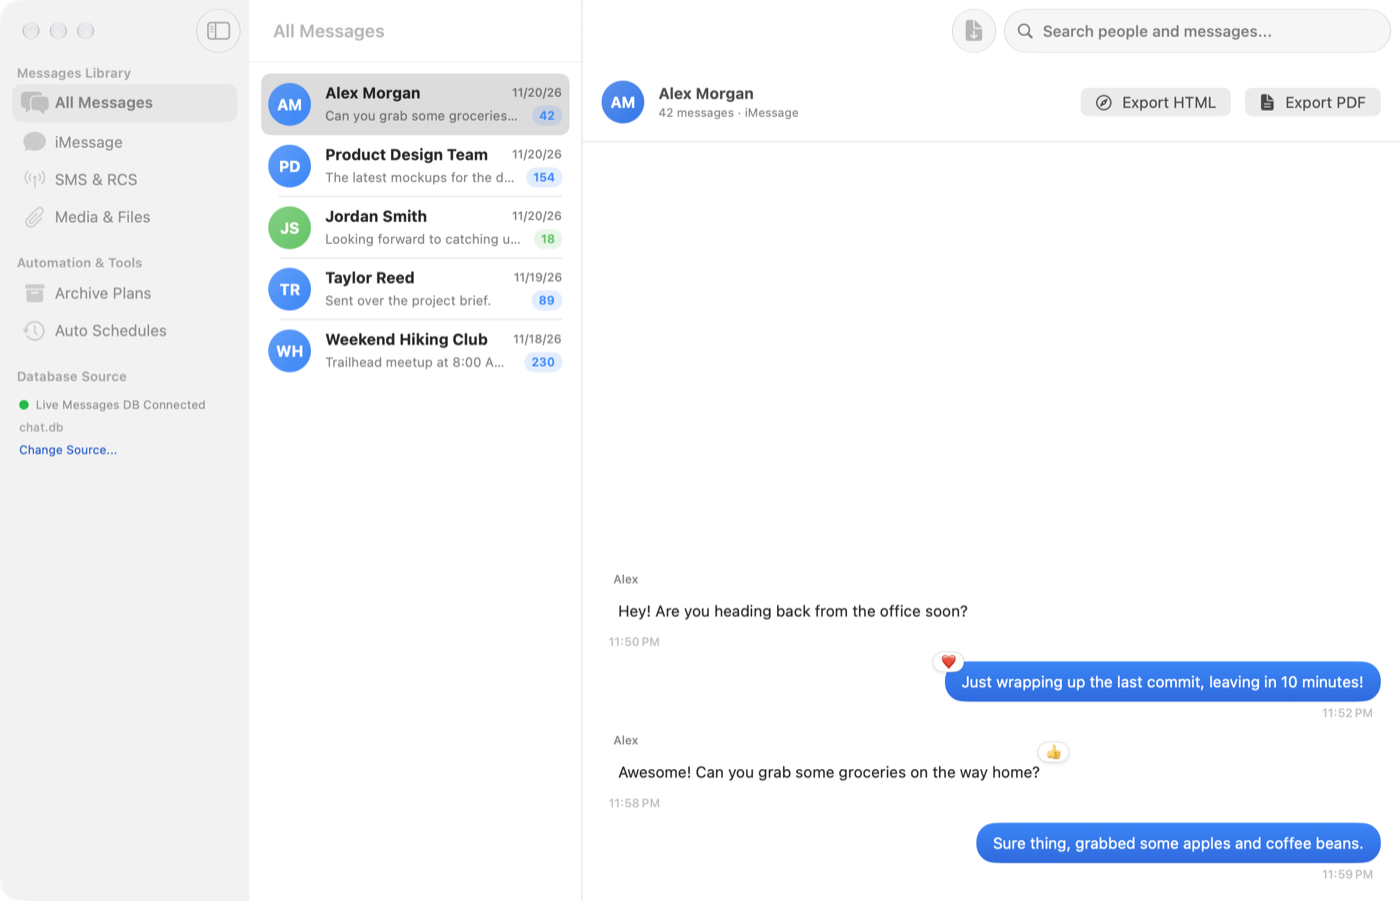 Messages Library
All Messages
iMessage
SMS & RCS
Media & Files
Automation & Tools
Archive Plans
Auto Schedules
Database Source
Live Messages DB Connected
chat.db
Change Source...
All Messages
AM
Alex Morgan 11/20/26
Can you grab some groceries... 42
PD
Product Design Team 11/20/26
The latest mockups for the d... 154
JS
Jordan Smith 11/20/26
Looking forward to catching u... 18
TR
Taylor Reed 11/19/26
Sent over the project brief. 89
WH
Weekend Hiking Club 11/18/26
Trailhead meetup at 8:00 A... 230
Search people and messages...
AM
Alex Morgan
42 messages · iMessage
Export HTML
Export PDF
Alex
Hey! Are you heading back from the office soon?
11:50 PM
Just wrapping up the last commit, leaving in 10 minutes!
11:52 PM
Alex
Awesome! Can you grab some groceries on the way home?
11:58 PM
Sure thing, grabbed some apples and coffee beans.
11:59 PM